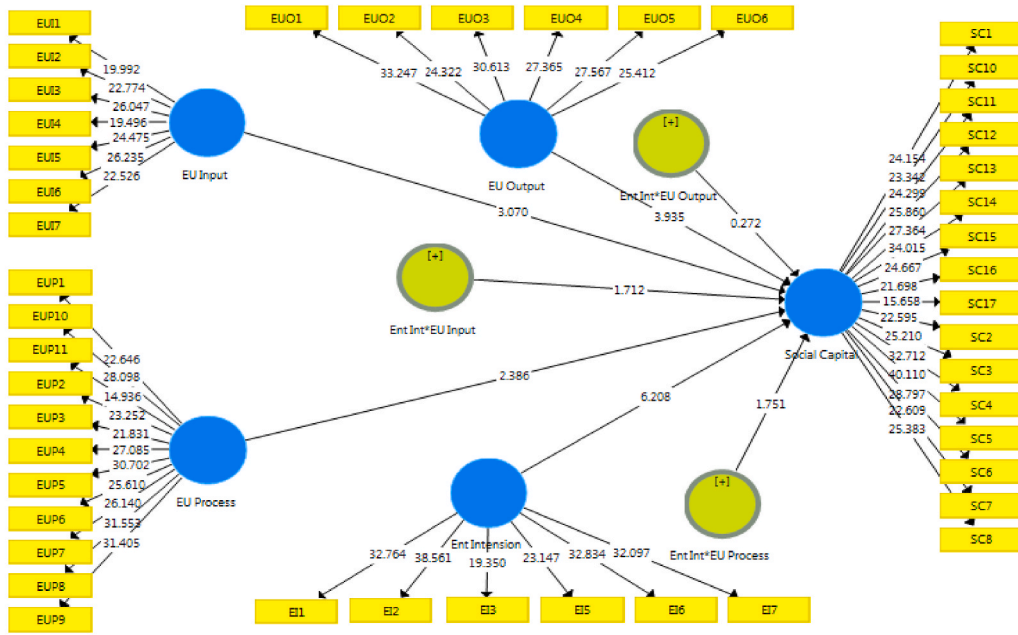 EUI1
EUI2
EUI3
EUI4
EUI5
EUI6
EUI7
19.992
22.774
26.047
19.496
24.475
26.235
22.526
EU Input
EUO1
EUO2
EUO3
EUO4
EUO5
EUO6
33.247
24.322
30.613
27.365
27.567
25.412
EU Output
[+]
Ent Int*EU Output
3.070
3.935
0.272
[+]
Ent Int*EU Input
1.712
EUP1
EUP10
EUP11
EUP2
EUP3
EUP4
EUP5
EUP6
EUP7
EUP8
EUP9
22.646
28.098
14.936
23.252
21.831
27.085
30.702
25.610
26.140
31.553
31.405
EU Process
2.386
6.208
1.751
[+]
Ent Int*EU Process
Ent Intension
32.764
38.561
19.350
23.147
32.834
32.097
EI1
EI2
EI3
EI5
EI6
EI7
Social Capital
24.154
23.342
24.299
25.860
27.364
34.015
24.667
21.698
15.658
22.595
25.210
32.712
40.110
28.797
22.609
25.383
SC1
SC10
SC11
SC12
SC13
SC14
SC15
SC16
SC17
SC2
SC3
SC4
SC5
SC6
SC7
SC8